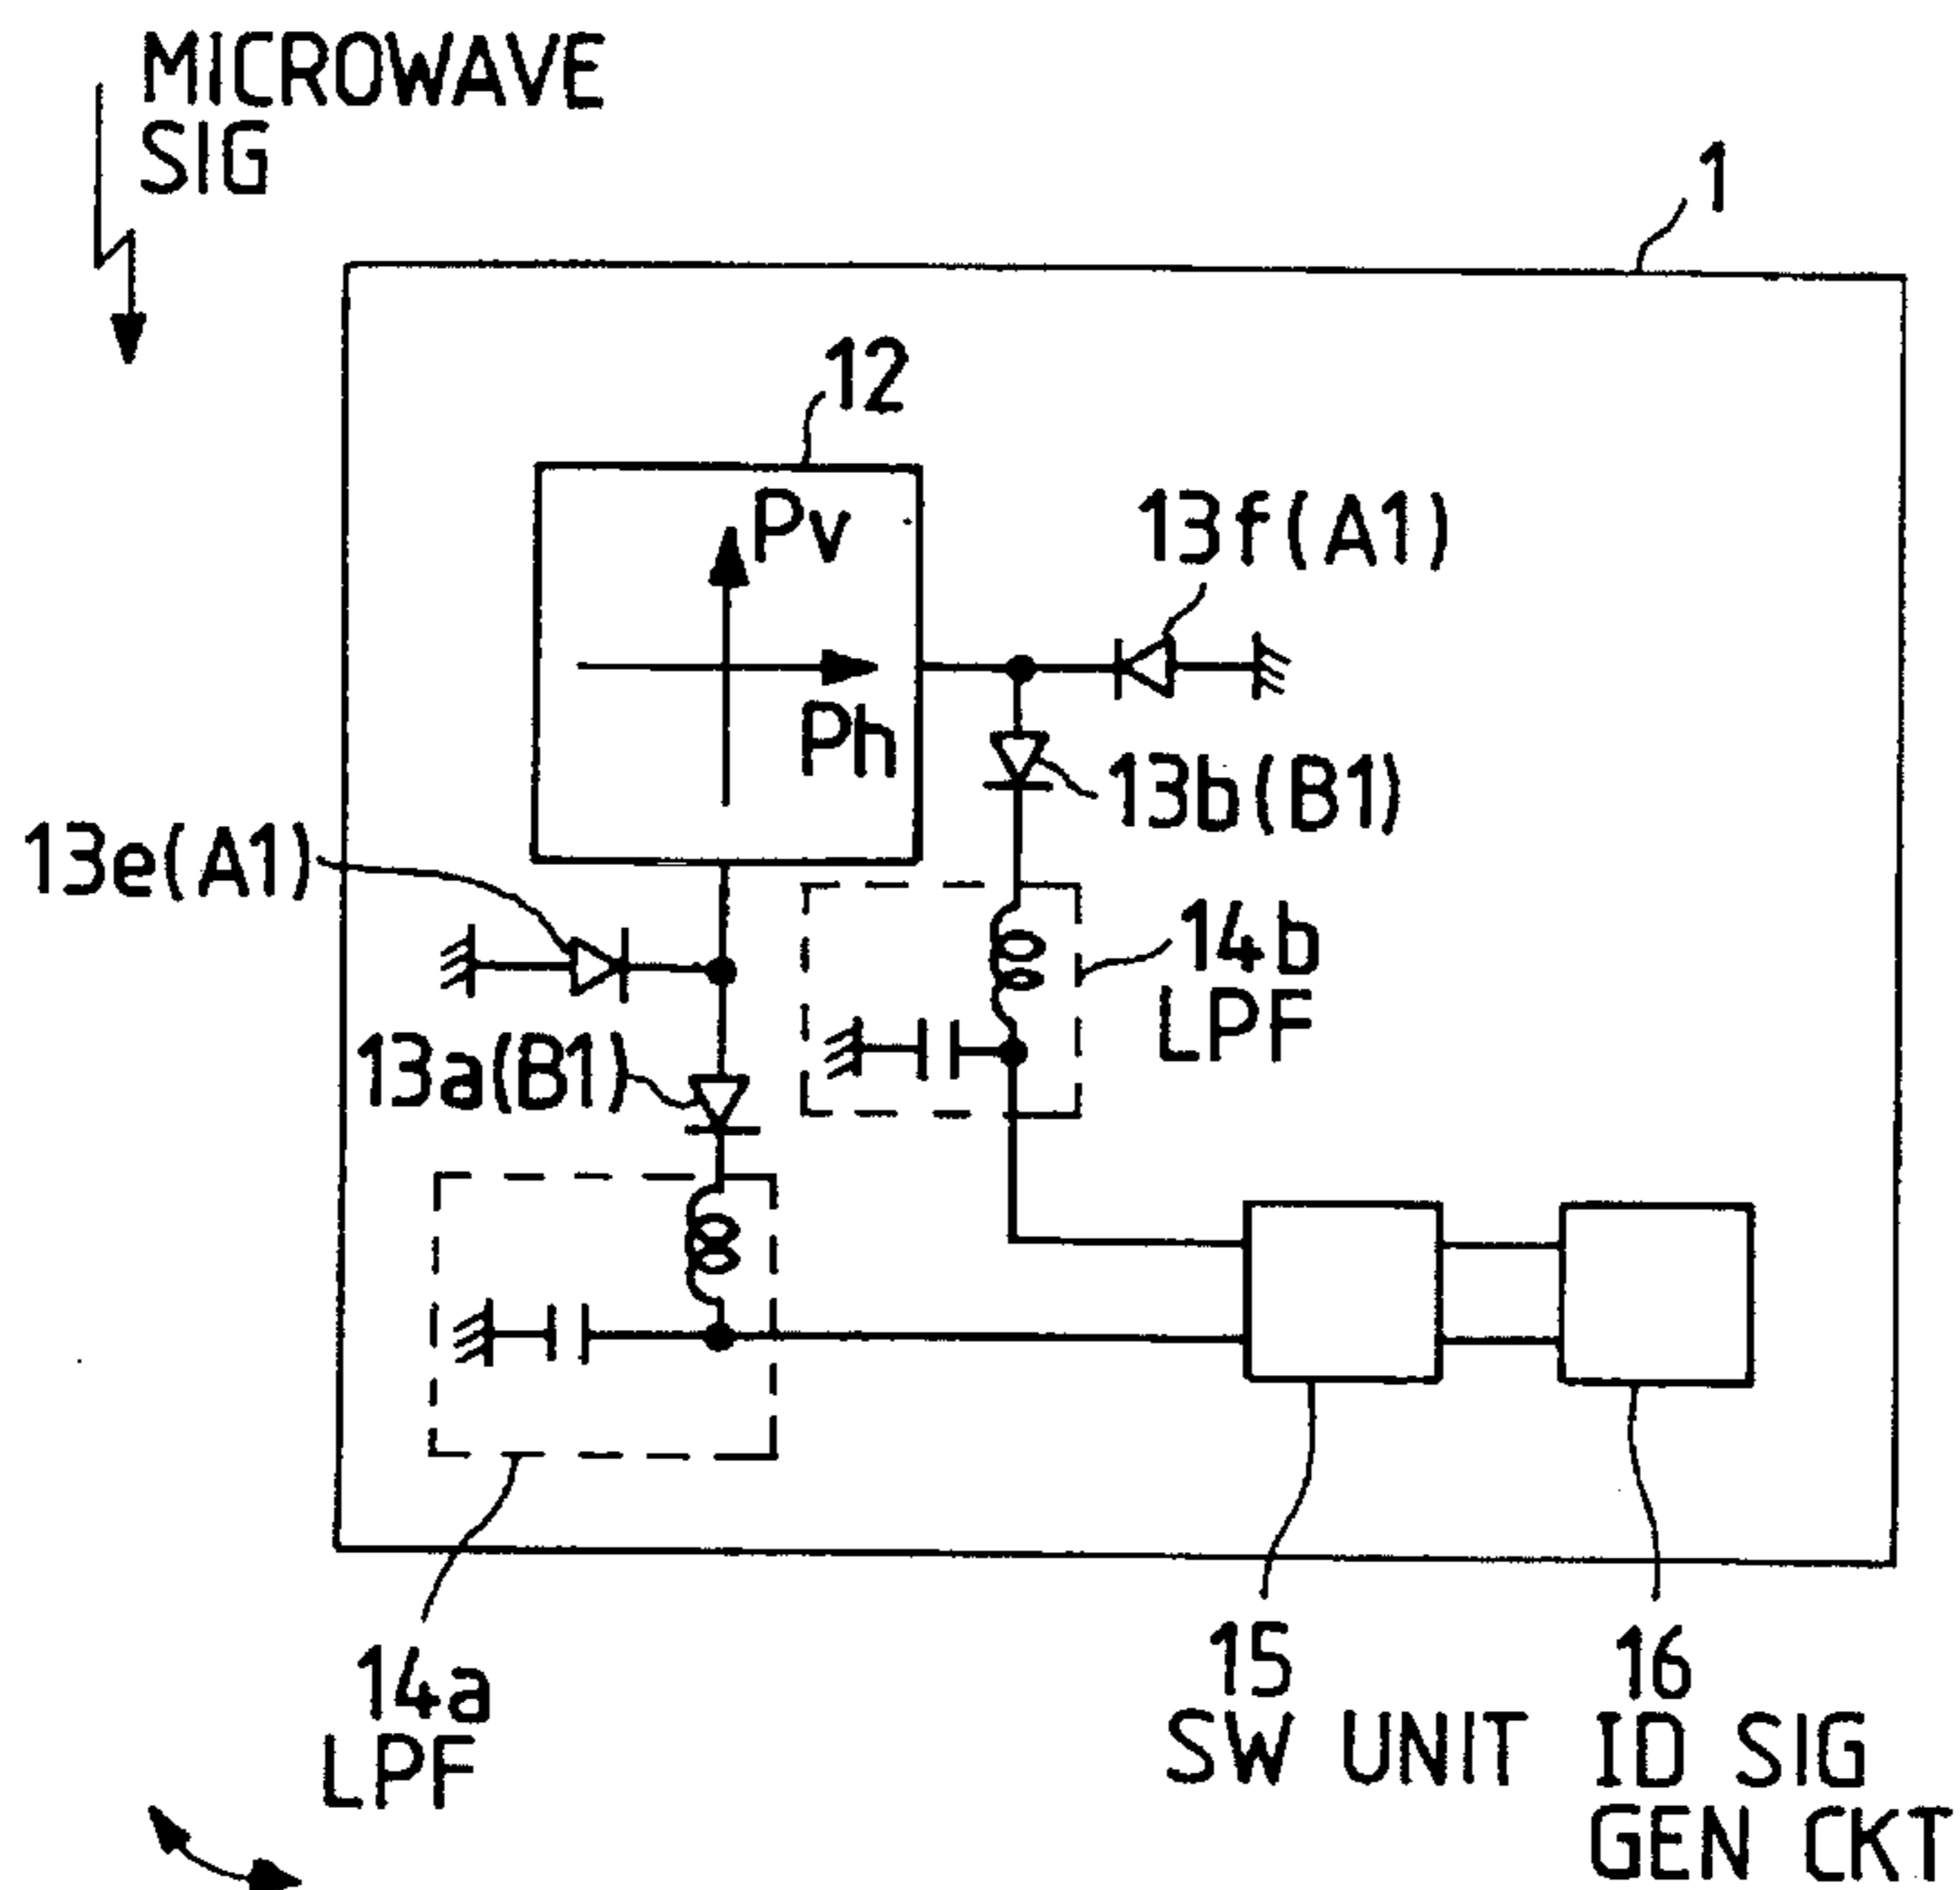 MICROWAVE
SIG
1
12
Pv
13f(A1)
Ph
13b(B1)
13e(A1)
14b
LPF
13a(B1)
14a
LPF
15
SW UNIT
16
ID SIG
GEN CKT